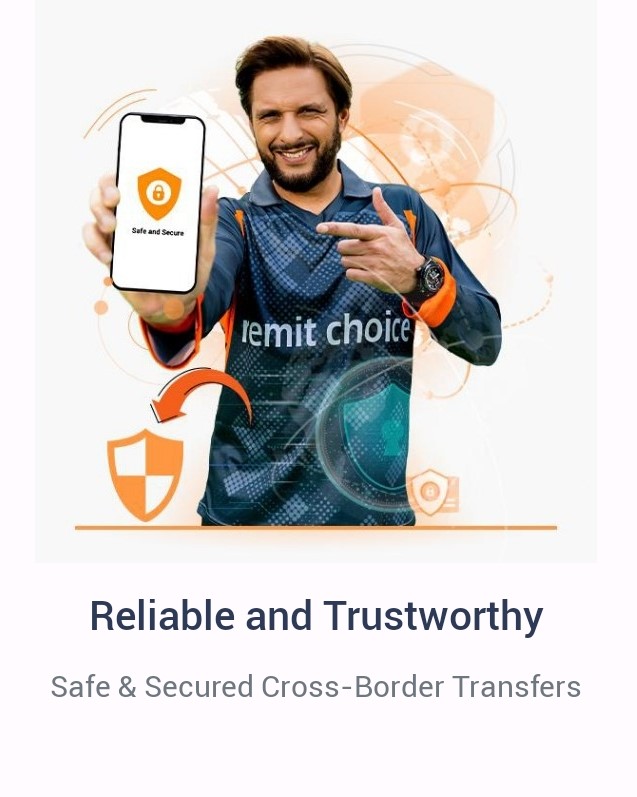 Safe and Secure
remit choice
Reliable and Trustworthy
Safe & Secured Cross-Border Transfers